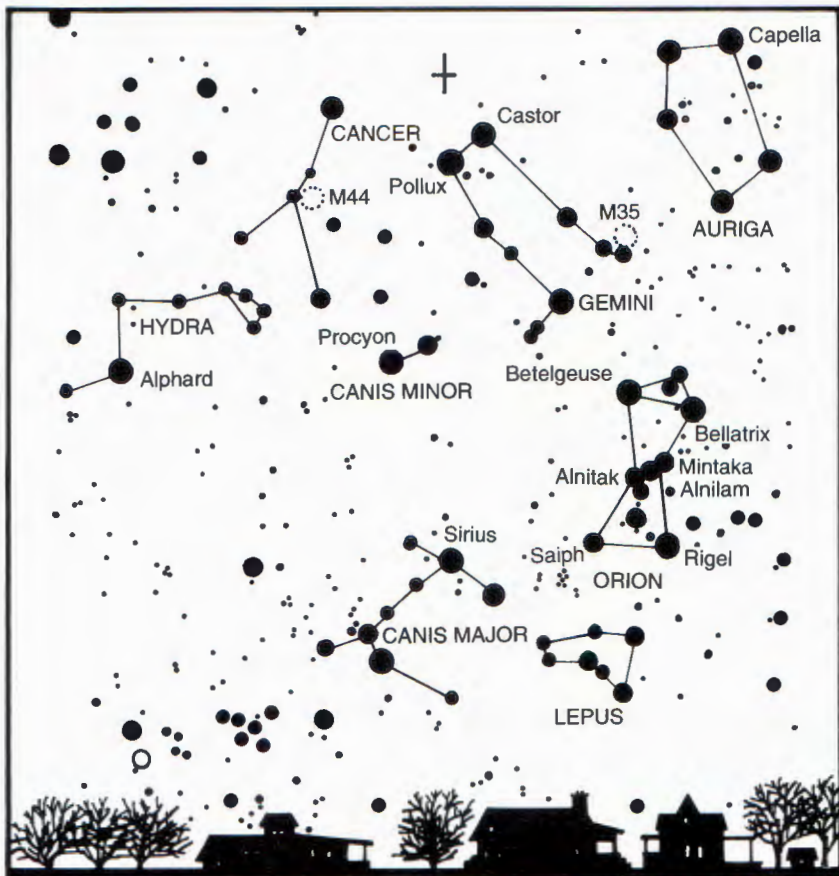 Capella
Castor
CANCER
Pollux
M44
M35
AURIGA
HYDRA
GEMINI
Procyon
Alphard
Betelgeuse
CANIS MINOR
Bellatrix
Mintaka
Alnitak
Alnilam
Sirius
Saiph
Rigel
ORION
CANIS MAJOR
LEPUS